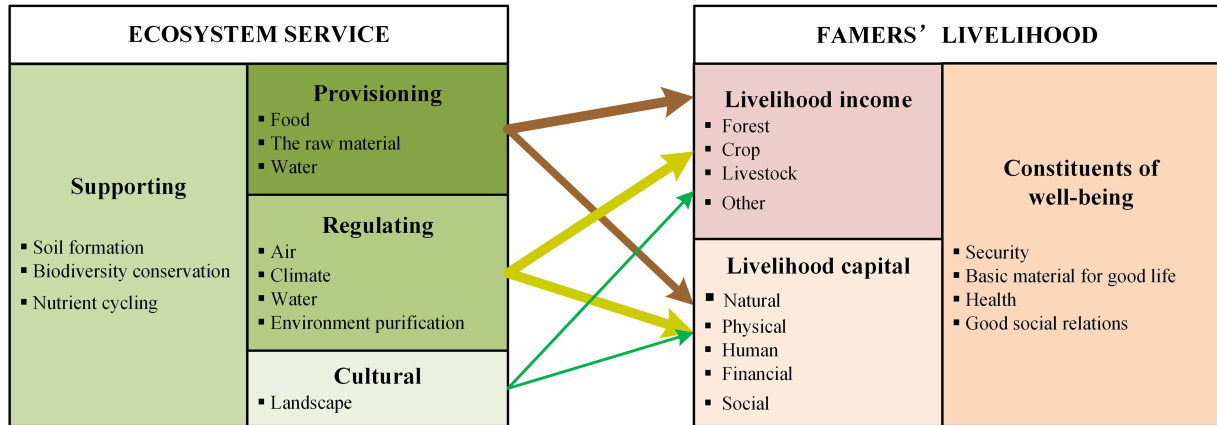 ECOSYSTEM SERVICE
Supporting
▪ Soil formation
▪ Biodiversity conservation
▪ Nutrient cycling
Provisioning
▪ Food
▪ The raw material
▪ Water
Regulating
▪ Air
▪ Climate
▪ Water
▪ Environment purification
Cultural
▪ Landscape
FAMERS’ LIVELIHOOD
Livelihood income
▪ Forest
▪ Crop
▪ Livestock
▪ Other
Livelihood capital
▪ Natural
▪ Physical
▪ Human
▪ Financial
▪ Social
Constituents of
well-being
▪ Security
▪ Basic material for good life
▪ Health
▪ Good social relations